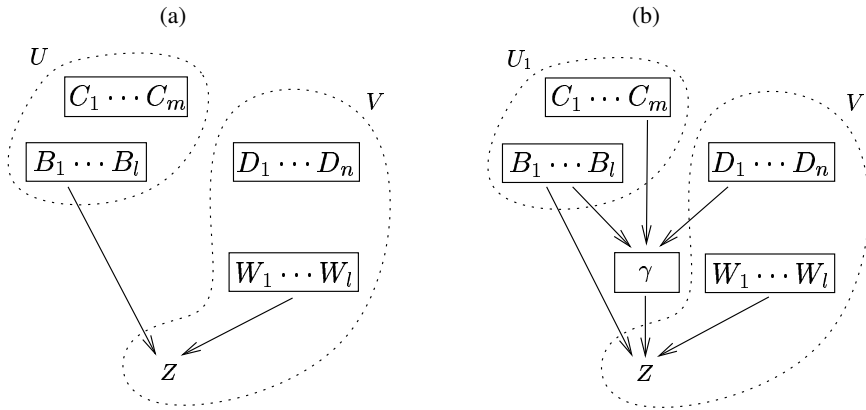 (a)
(b)
U
C₁ ⋯ Cₘ
V
B₁ ⋯ Bₗ
D₁ ⋯ Dₙ
W₁ ⋯ Wₗ
Z
U₁
C₁ ⋯ Cₘ
V
B₁ ⋯ Bₗ
D₁ ⋯ Dₙ
γ
W₁ ⋯ Wₗ
Z